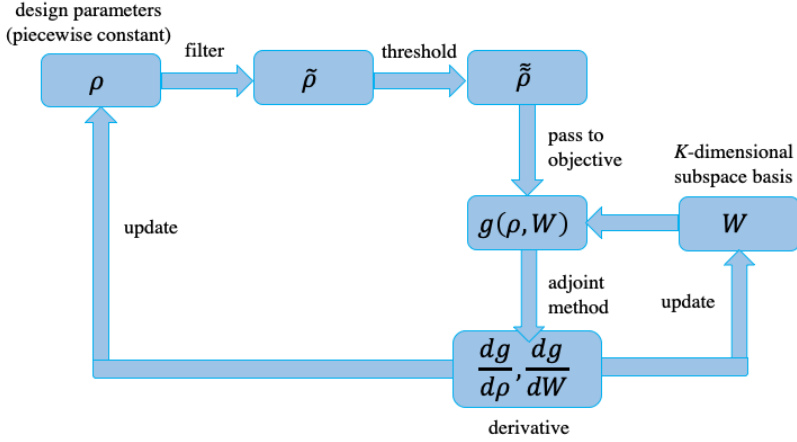 design parameters
(piecewise constant)
filter
threshold
ρ
ρ̃
ρ̃̃
pass to
objective
K-dimensional
subspace basis
g(ρ, W)
W
update
adjoint
method
update
dg/dρ, dg/dW
derivative